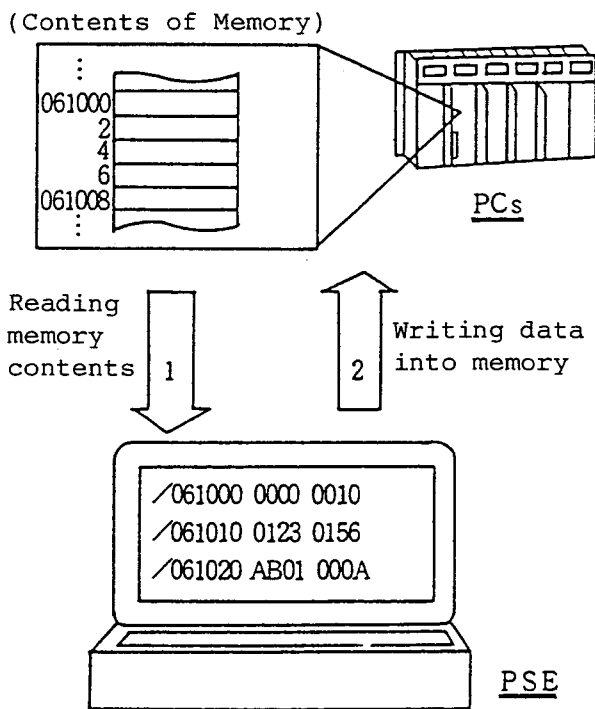 (Contents of Memory)
⋮
061000
2
4
6
061008
⋮
PCs
Reading
memory
contents
1
2
Writing data
into memory
/061000 0000 0010
/061010 0123 0156
/061020 AB01 000A
PSE